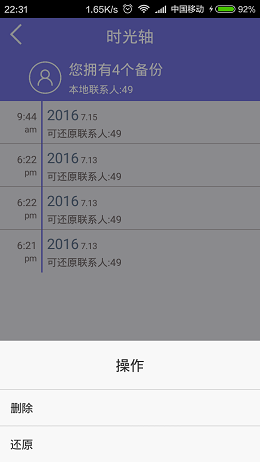 22:31 1.65K/s 中国移动 92%
时光轴
您拥有4个备份
本地联系人:49
9:44 am 2016 7.15
可还原联系人:49
6:22 pm 2016 7.13
可还原联系人:49
6:22 pm 2016 7.13
可还原联系人:49
6:21 pm 2016 7.13
可还原联系人:49
操作
删除
还原